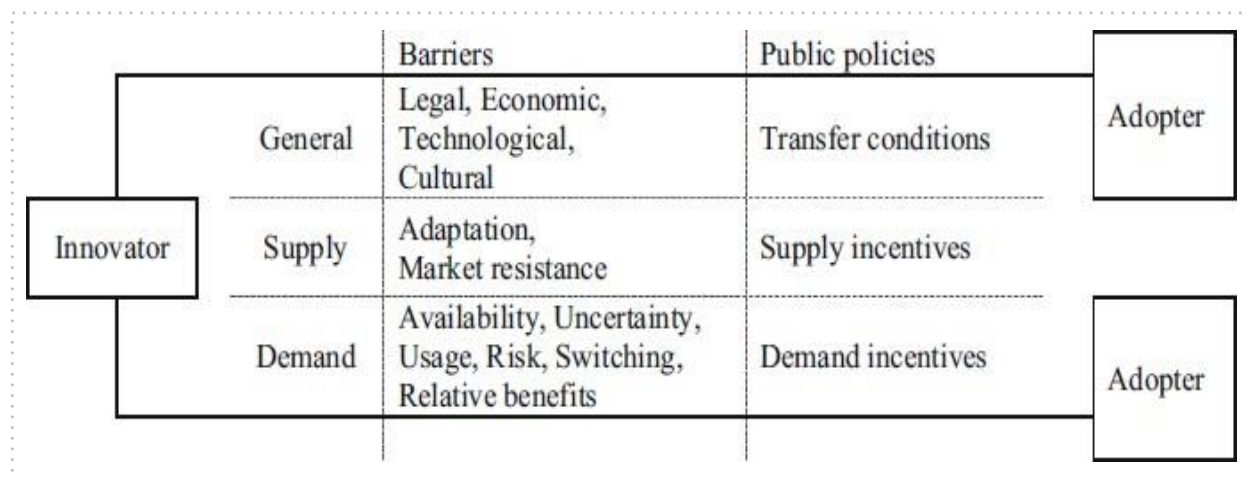 Barriers
Public policies
General
Legal, Economic,
Technological,
Cultural
Transfer conditions
Adopter
Innovator
Supply
Adaptation,
Market resistance
Supply incentives
Demand
Availability, Uncertainty,
Usage, Risk, Switching,
Relative benefits
Demand incentives
Adopter